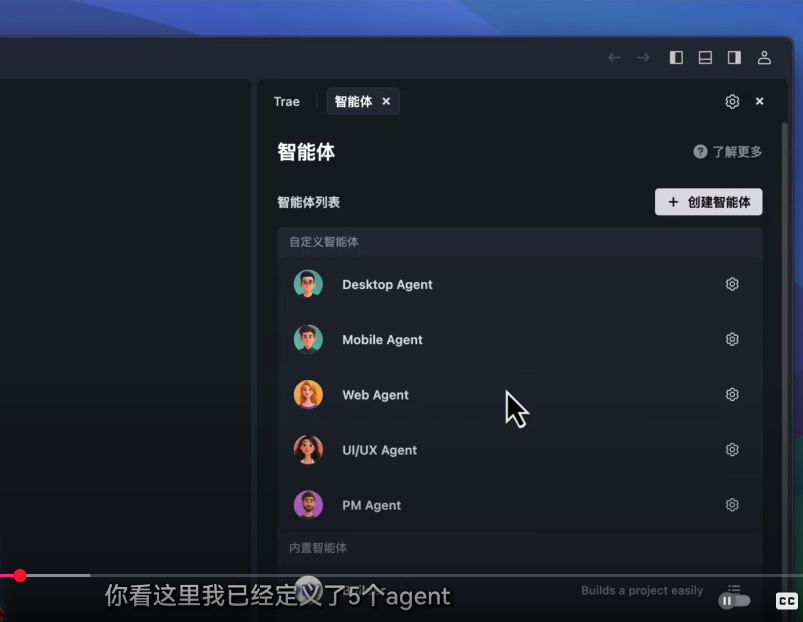 Trae 智能体
智能体
了解更多
智能体列表
+ 创建智能体
自定义智能体
Desktop Agent
Mobile Agent
Web Agent
UI/UX Agent
PM Agent
内置智能体
Builds a project easily
你看这里我已经定义了5个agent
CC